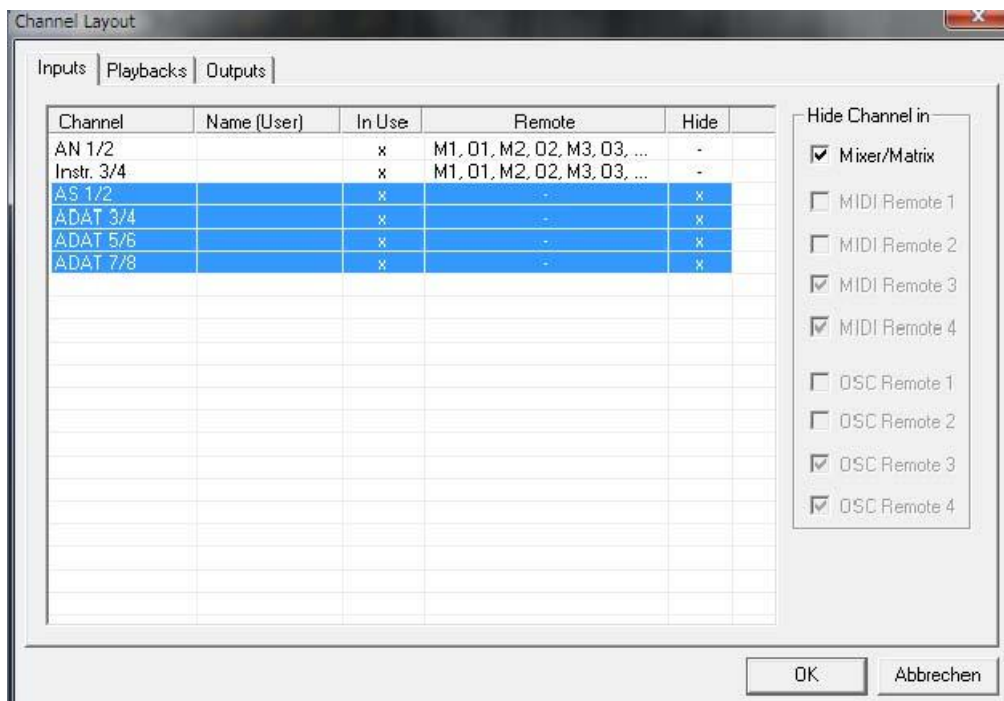 Channel Layout
Inputs Playbacks Outputs
Channel Name (User) In Use Remote Hide
AN 1/2 x M1, O1, M2, O2, M3, O3, ... -
Instr. 3/4 x M1, O1, M2, O2, M3, O3, ... -
AS 1/2 x - x
ADAT 3/4 x - x
ADAT 5/6 x - x
ADAT 7/8 x - x
Hide Channel in
Mixer/Matrix
MIDI Remote 1
MIDI Remote 2
MIDI Remote 3
MIDI Remote 4
OSC Remote 1
OSC Remote 2
OSC Remote 3
OSC Remote 4
OK Abbrechen